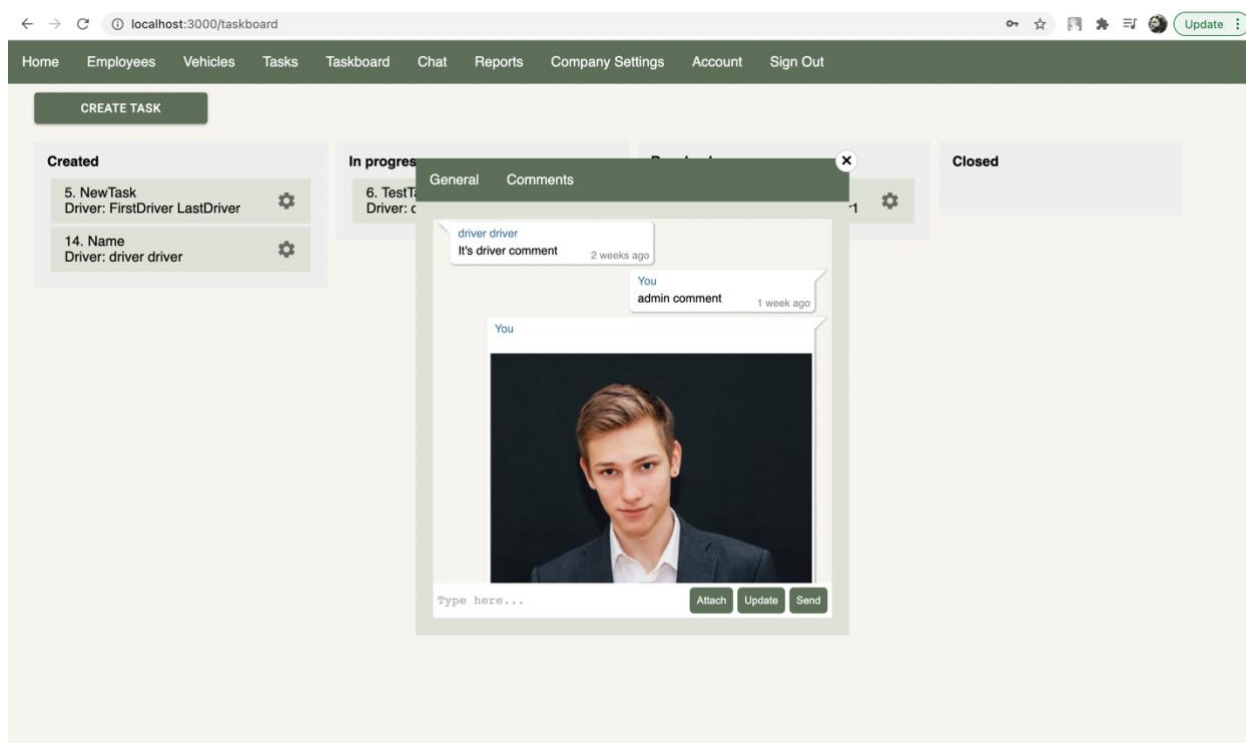 localhost:3000/taskboard
Update
Home Employees Vehicles Tasks Taskboard Chat Reports Company Settings Account Sign Out
CREATE TASK
Created
5. NewTask
Driver: FirstDriver LastDriver
14. Name
Driver: driver driver
In progres
6. TestT
Driver:
Closed
General Comments
driver driver
It's driver comment
2 weeks ago
You
admin comment
1 week ago
You
Type here...
Attach Update Send